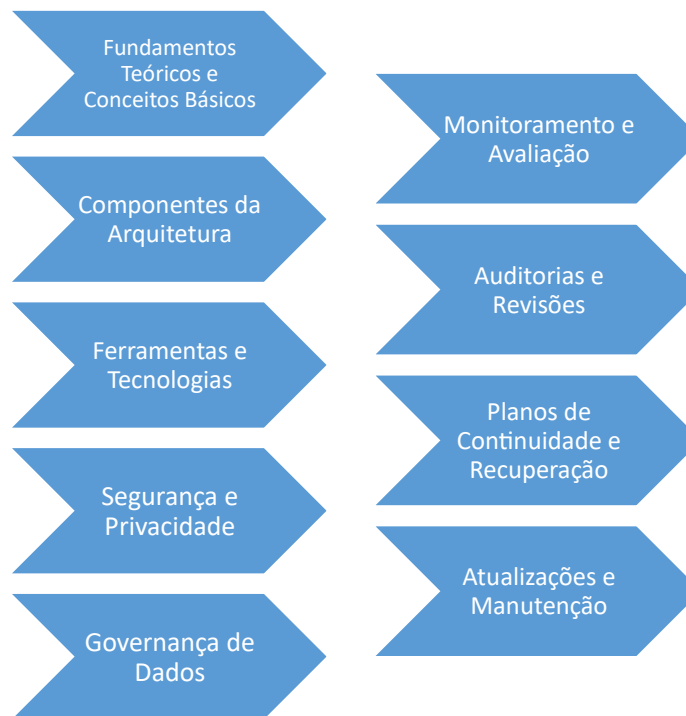 Fundamentos
Teóricos e
Conceitos Básicos
Componentes da
Arquitetura
Ferramentas e
Tecnologias
Segurança e
Privacidade
Governança de
Dados
Monitoramento e
Avaliação
Auditorias e
Revisões
Planos de
Continuidade e
Recuperação
Atualizações e
Manutenção